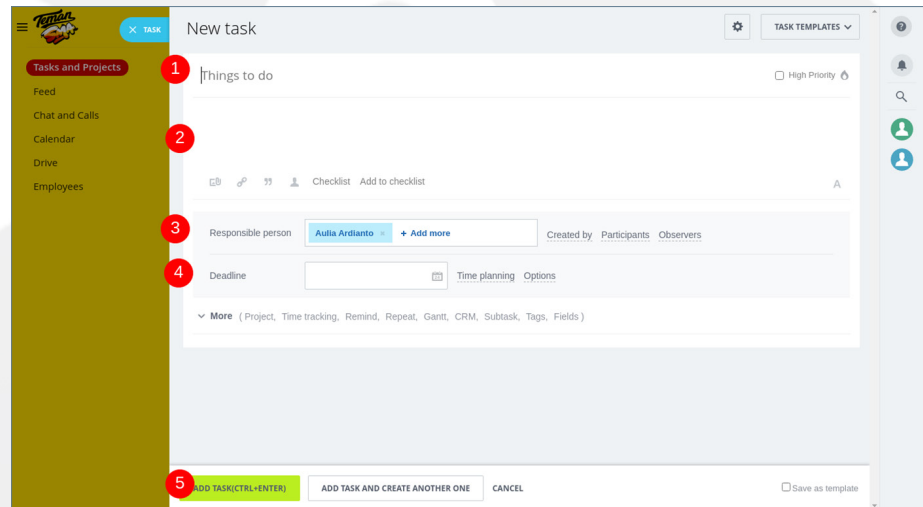 Teman
× TASK
New task
TASK TEMPLATES
Tasks and Projects
Feed
Chat and Calls
Calendar
Drive
Employees
1
Things to do
High Priority
2
Checklist Add to checklist
A
3
Responsible person
Aulia Ardianto × + Add more
Created by Participants Observers
4
Deadline
Time planning Options
More ( Project, Time tracking, Remind, Repeat, Gantt, CRM, Subtask, Tags, Fields )
5
ADD TASK(CTRL+ENTER)
ADD TASK AND CREATE ANOTHER ONE
CANCEL
Save as template
?